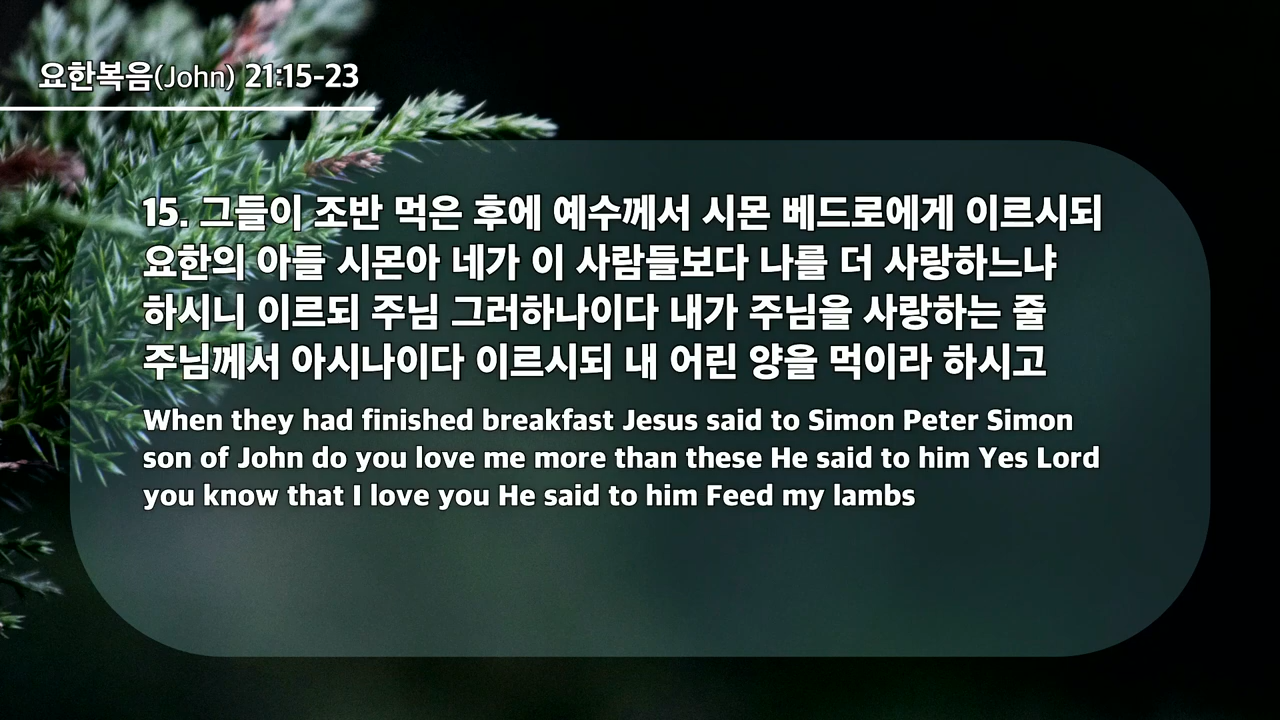 요한복음(John) 21:15-23
15. 그들이 조반 먹은 후에 예수께서 시몬 베드로에게 이르시되
요한의 아들 시몬아 네가 이 사람들보다 나를 더 사랑하느냐
하시니 이르되 주님 그러하나이다 내가 주님을 사랑하는 줄
주님께서 아시나이다 이르시되 내 어린 양을 먹이라 하시고
When they had finished breakfast Jesus said to Simon Peter Simon
son of John do you love me more than these He said to him Yes Lord
you know that I love you He said to him Feed my lambs